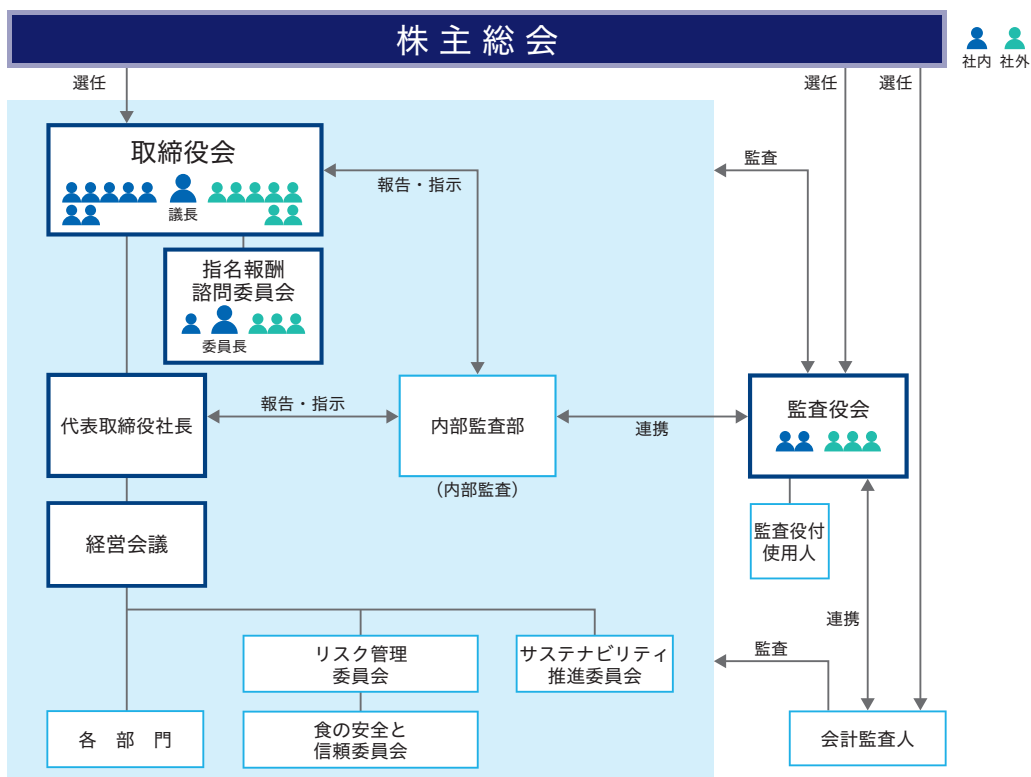 株主総会
社内 社外
選任
選任
選任
取締役会
議長
監査
報告・指示
指名報酬
諮問委員会
委員長
代表取締役社長
報告・指示
内部監査部
(内部監査)
連携
監査役会
経営会議
監査役付
使用人
連携
リスク管理
委員会
サステナビリティ
推進委員会
監査
各 部 門
食の安全と
信頼委員会
会計監査人